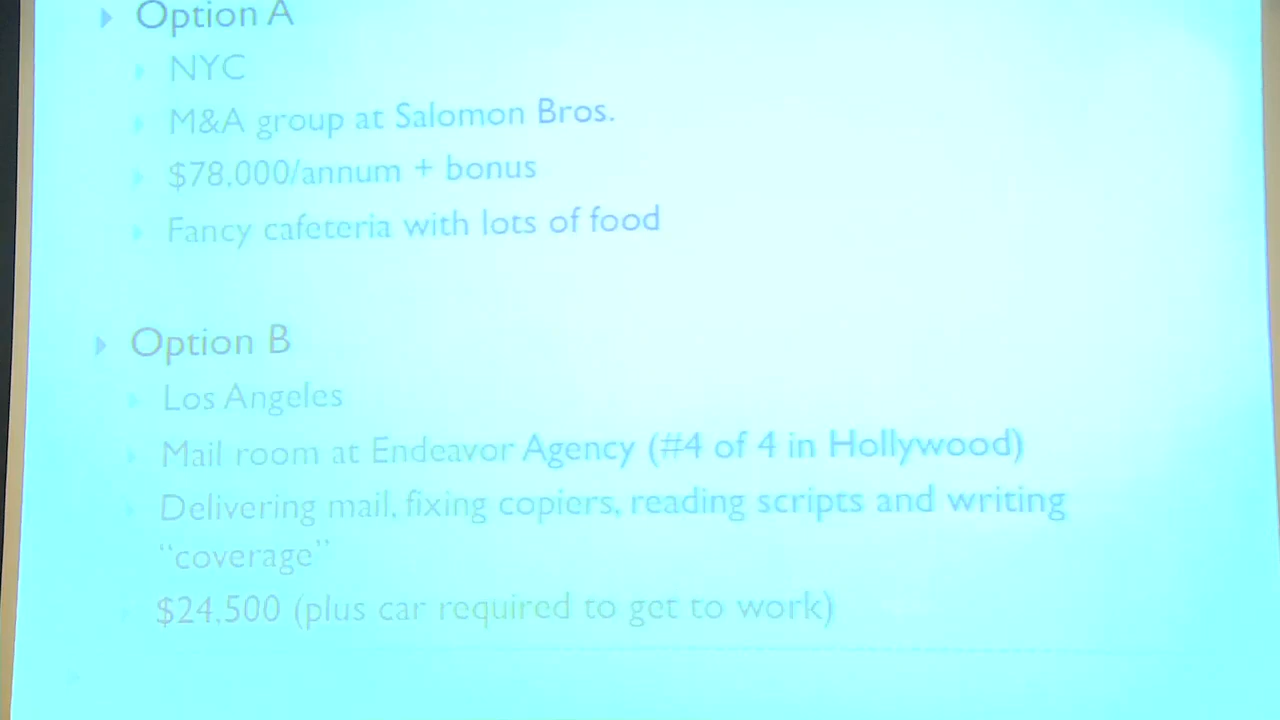 Option A
NYC
M&A group at Salomon Bros.
$78,000/annum + bonus
Fancy cafeteria with lots of food
Option B
Los Angeles
Mail room at Endeavor Agency (#4 of 4 in Hollywood)
Delivering mail, fixing copiers, reading scripts and writing
“coverage”
$24,500 (plus car required to get to work)